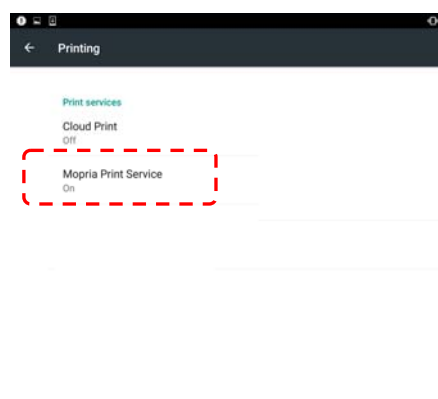 Printing
Print services
Cloud Print
Off
Mopria Print Service
On